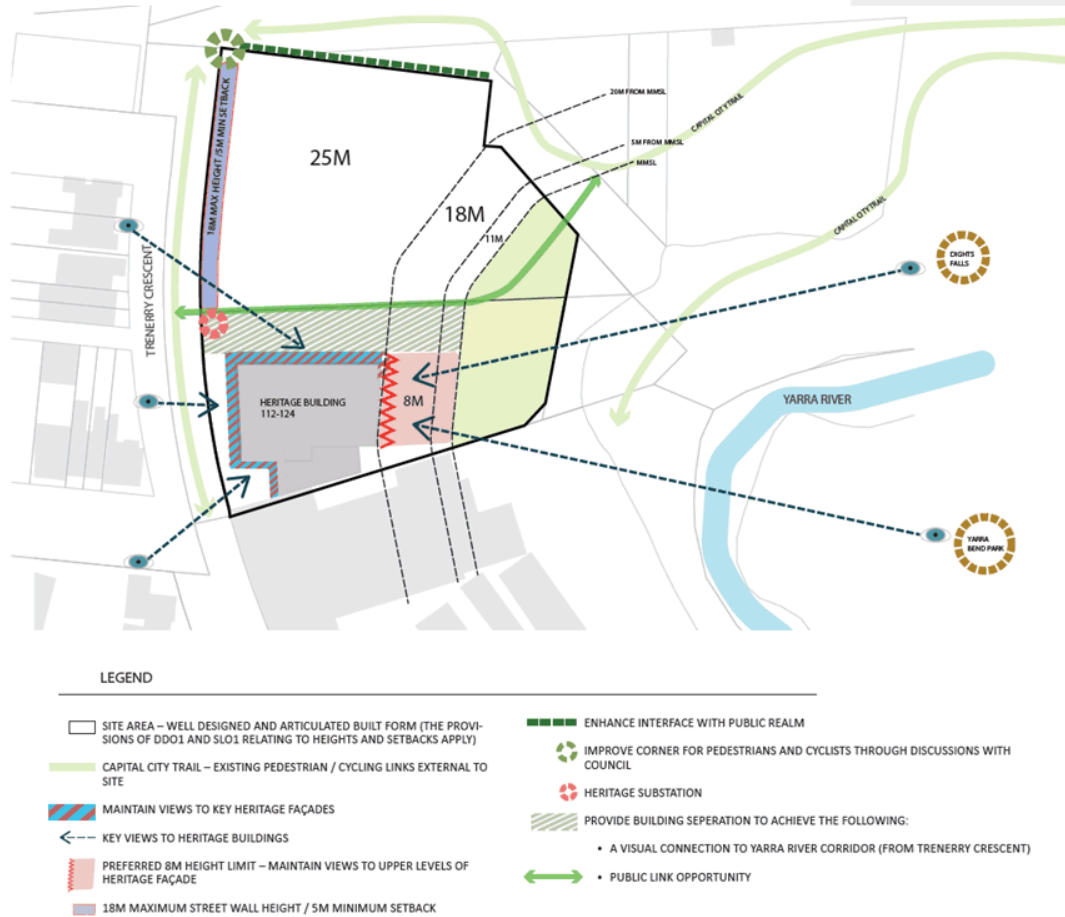 20M FROM MMSL
CAPITAL CITY TRAIL
18M MAX HEIGHT /5M MIN SETBACK
25M
5M FROM MMSL
MMSL
18M
CAPITAL CITY TRAIL
11M
DIGHTS
FALLS
TRENERRY CRESCENT
HERITAGE BUILDING
112-124
8M
YARRA RIVER
YARRA
BEND PARK
LEGEND
SITE AREA – WELL DESIGNED AND ARTICULATED BUILT FORM (THE PROVI-
SIONS OF DDO1 AND SLO1 RELATING TO HEIGHTS AND SETBACKS APPLY)
CAPITAL CITY TRAIL – EXISTING PEDESTRIAN / CYCLING LINKS EXTERNAL TO
SITE
MAINTAIN VIEWS TO KEY HERITAGE FAÇADES
KEY VIEWS TO HERITAGE BUILDINGS
PREFERRED 8M HEIGHT LIMIT – MAINTAIN VIEWS TO UPPER LEVELS OF
HERITAGE FAÇADE
18M MAXIMUM STREET WALL HEIGHT / 5M MINIMUM SETBACK
ENHANCE INTERFACE WITH PUBLIC REALM
IMPROVE CORNER FOR PEDESTRIANS AND CYCLISTS THROUGH DISCUSSIONS WITH
COUNCIL
HERITAGE SUBSTATION
PROVIDE BUILDING SEPERATION TO ACHIEVE THE FOLLOWING:
• A VISUAL CONNECTION TO YARRA RIVER CORRIDOR (FROM TRENERRY CRESCENT)
• PUBLIC LINK OPPORTUNITY